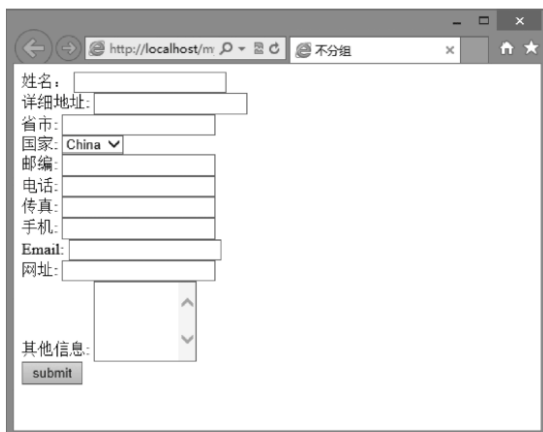 http://localhost/m
不分组
姓名：
详细地址:
省市:
国家: China
邮编:
电话:
传真:
手机:
Email:
网址:
其他信息:
submit